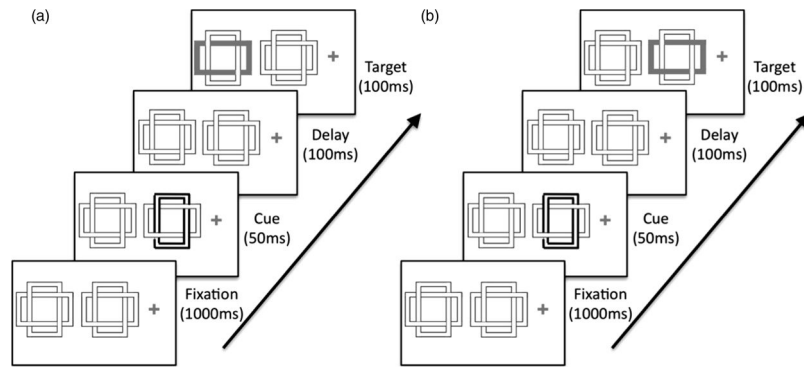 (a)
Target
(100ms)
Delay
(100ms)
Cue
(50ms)
Fixation
(1000ms)
(b)
Target
(100ms)
Delay
(100ms)
Cue
(50ms)
Fixation
(1000ms)